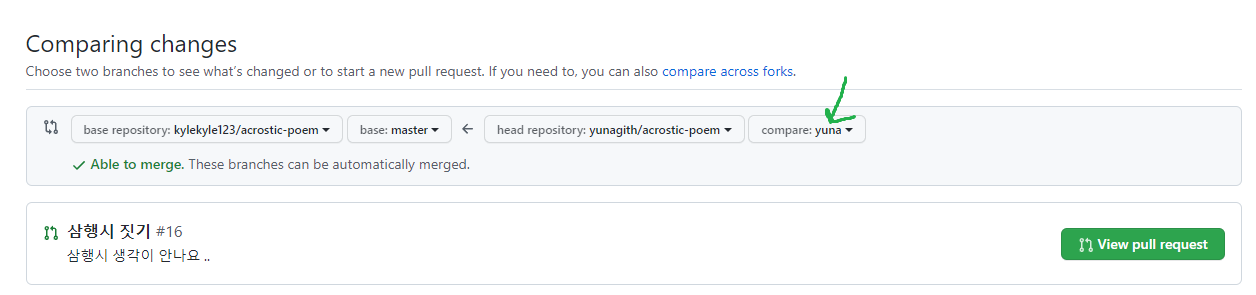 Comparing changes
Choose two branches to see what's changed or to start a new pull request. If you need to, you can also compare across forks.
base repository: kylekyle123/acrostic-poem base: master head repository: yunagith/acrostic-poem compare: yuna
Able to merge. These branches can be automatically merged.
삼행시 짓기 #16
View pull request
삼행시 생각이 안나요 ..